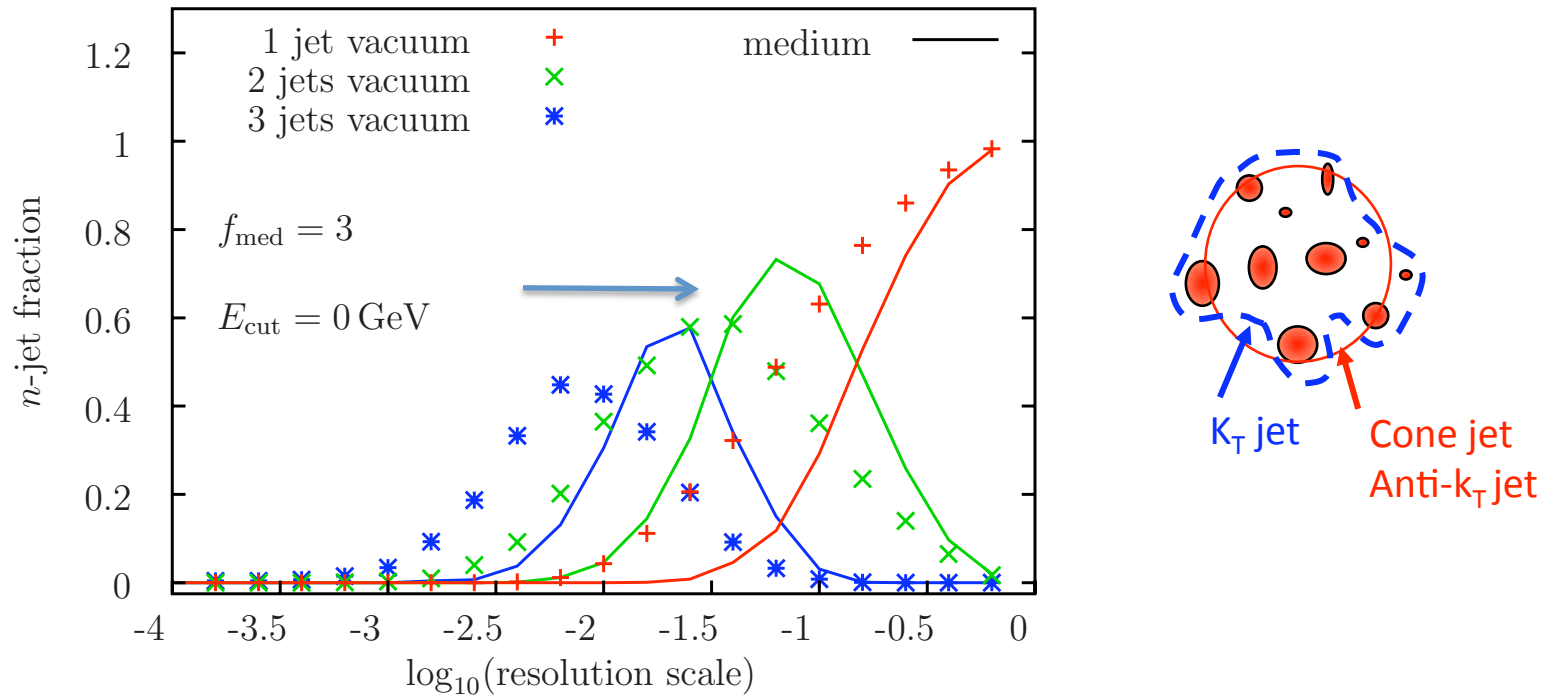 1 jet vacuum
2 jets vacuum
3 jets vacuum
medium
f_med = 3
E_cut = 0 GeV
n-jet fraction
1.2
1
0.8
0.6
0.4
0.2
0
-4 -3.5 -3 -2.5 -2 -1.5 -1 -0.5 0
log₁₀(resolution scale)
K_T jet
Cone jet
Anti-k_T jet